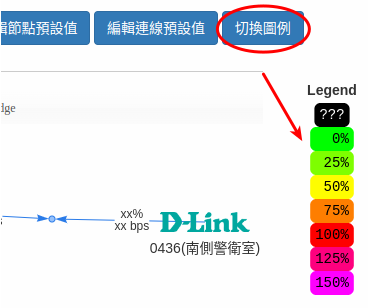 輯節點預設值
編輯連線預設值
切換圖例
Legend
dge
???
0%
25%
50%
75%
100%
125%
150%
xx%
xx bps
D-Link
0436(南側警衛室)